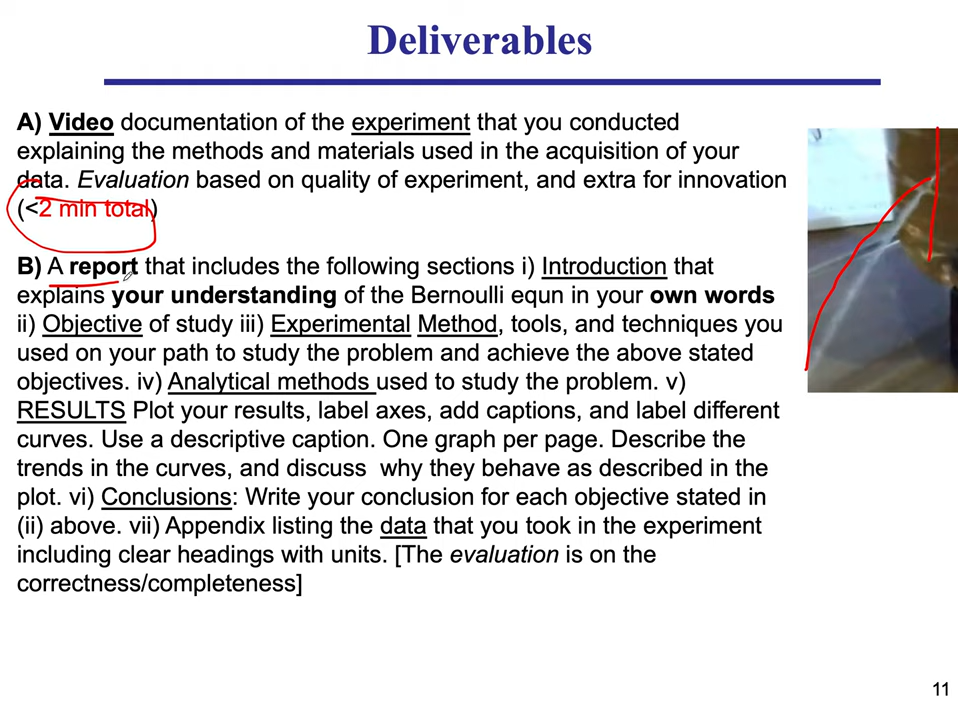 Deliverables
A) Video documentation of the experiment that you conducted
explaining the methods and materials used in the acquisition of your
data. Evaluation based on quality of experiment, and extra for innovation
(<2 min total)
B) A report that includes the following sections i) Introduction that
explains your understanding of the Bernoulli equn in your own words
ii) Objective of study iii) Experimental Method, tools, and techniques you
used on your path to study the problem and achieve the above stated
objectives. iv) Analytical methods used to study the problem. v)
RESULTS Plot your results, label axes, add captions, and label different
curves. Use a descriptive caption. One graph per page. Describe the
trends in the curves, and discuss why they behave as described in the
plot. vi) Conclusions: Write your conclusion for each objective stated in
(ii) above. vii) Appendix listing the data that you took in the experiment
including clear headings with units. [The evaluation is on the
correctness/completeness]
11